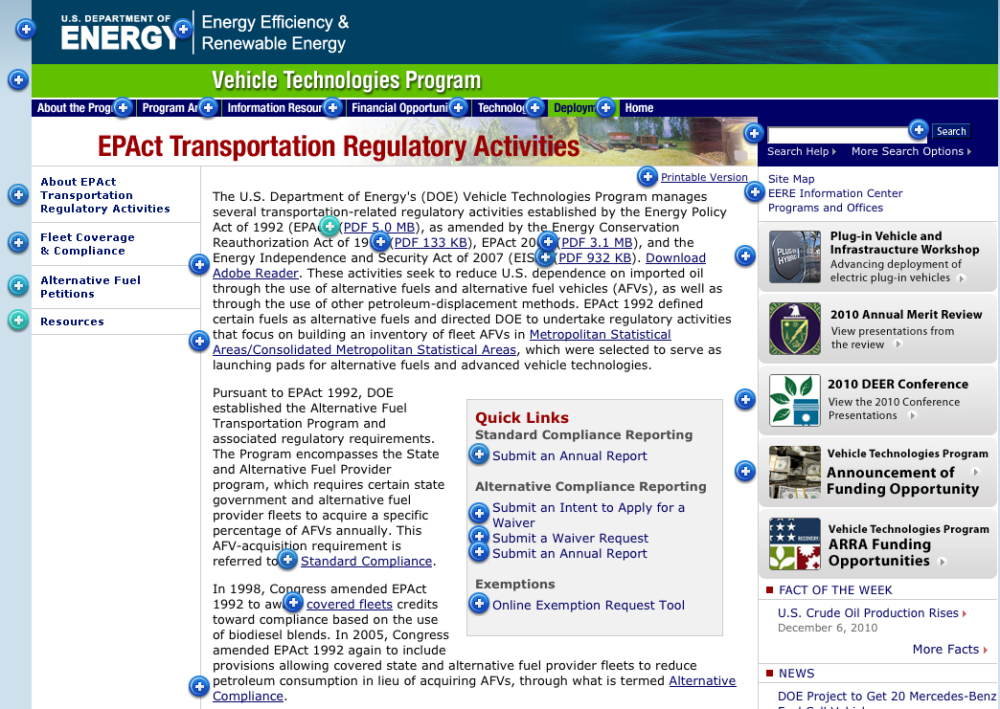 U.S. DEPARTMENT OF
ENERGY
Energy Efficiency &
Renewable Energy
Vehicle Technologies Program
About the Prog
Program Ar
Information Resour
Financial Opportuni
Technolog
Deploym
Home
EPAct Transportation Regulatory Activities
Search
Search Help
More Search Options
Printable Version
Site Map
EERE Information Center
Programs and Offices
About EPAct
Transportation
Regulatory Activities
Fleet Coverage
& Compliance
Alternative Fuel
Petitions
Resources
The U.S. Department of Energy's (DOE) Vehicle Technologies Program manages
several transportation-related regulatory activities established by the Energy Policy
Act of 1992 (EPA (PDF 5.0 MB), as amended by the Energy Conservation
Reauthorization Act of 19 (PDF 133 KB), EPAct 20 (PDF 3.1 MB), and the
Energy Independence and Security Act of 2007 (EIS (PDF 932 KB). Download
Adobe Reader. These activities seek to reduce U.S. dependence on imported oil
through the use of alternative fuels and alternative fuel vehicles (AFVs), as well as
through the use of other petroleum-displacement methods. EPAct 1992 defined
certain fuels as alternative fuels and directed DOE to undertake regulatory activities
that focus on building an inventory of fleet AFVs in Metropolitan Statistical
Areas/Consolidated Metropolitan Statistical Areas, which were selected to serve as
launching pads for alternative fuels and advanced vehicle technologies.
Pursuant to EPAct 1992, DOE
established the Alternative Fuel
Transportation Program and
associated regulatory requirements.
The Program encompasses the State
and Alternative Fuel Provider
program, which requires certain state
government and alternative fuel
provider fleets to acquire a specific
percentage of AFVs annually. This
AFV-acquisition requirement is
referred to Standard Compliance.
In 1998, Congress amended EPAct
1992 to aw covered fleets credits
toward compliance based on the use
of biodiesel blends. In 2005, Congress
amended EPAct 1992 again to include
provisions allowing covered state and alternative fuel provider fleets to reduce
petroleum consumption in lieu of acquiring AFVs, through what is termed Alternative
Compliance.
Quick Links
Standard Compliance Reporting
Submit an Annual Report
Alternative Compliance Reporting
Submit an Intent to Apply for a
Waiver
Submit a Waiver Request
Submit an Annual Report
Exemptions
Online Exemption Request Tool
PLUG-IN
HYBRID
Plug-in Vehicle and
Infrastraucture Workshop
Advancing deployment of
electric plug-in vehicles
2010 Annual Merit Review
View presentations from
the review
2010 DEER Conference
View the 2010 Conference
Presentations
Vehicle Technologies Program
Announcement of
Funding Opportunity
RECOVERY
Vehicle Technologies Program
ARRA Funding
Opportunities
FACT OF THE WEEK
U.S. Crude Oil Production Rises
December 6, 2010
More Facts
NEWS
DOE Project to Get 20 Mercedes-Benz